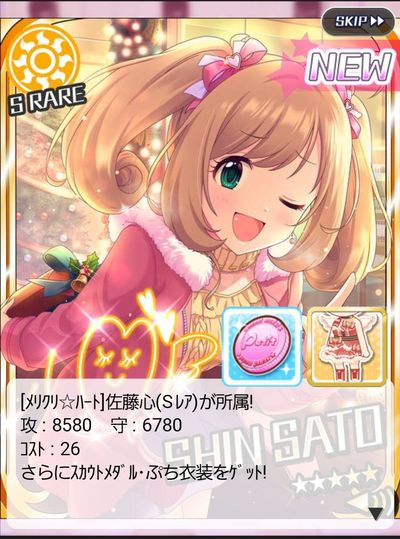 SKIP
S RARE
NEW
Petit
[ﾒﾘｸﾘ☆ﾊｰﾄ]佐藤心(Sﾚｱ)が所属!
攻 : 8580　守 : 6780
ｺｽﾄ : 26
さらにｽｶｳﾄﾒﾀﾞﾙ･ぷち衣装をｹﾞｯﾄ!
SHIN SATO